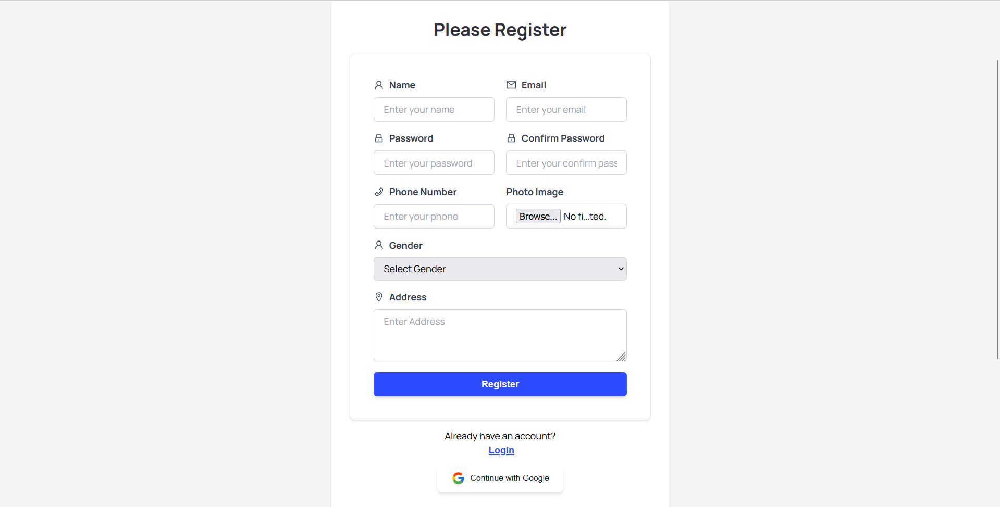 Please Register
Name
Email
Enter your name
Enter your email
Password
Confirm Password
Enter your password
Enter your confirm pass
Phone Number
Photo Image
Enter your phone
Browse... No fi...ted.
Gender
Select Gender
Address
Enter Address
Register
Already have an account?
Login
Continue with Google